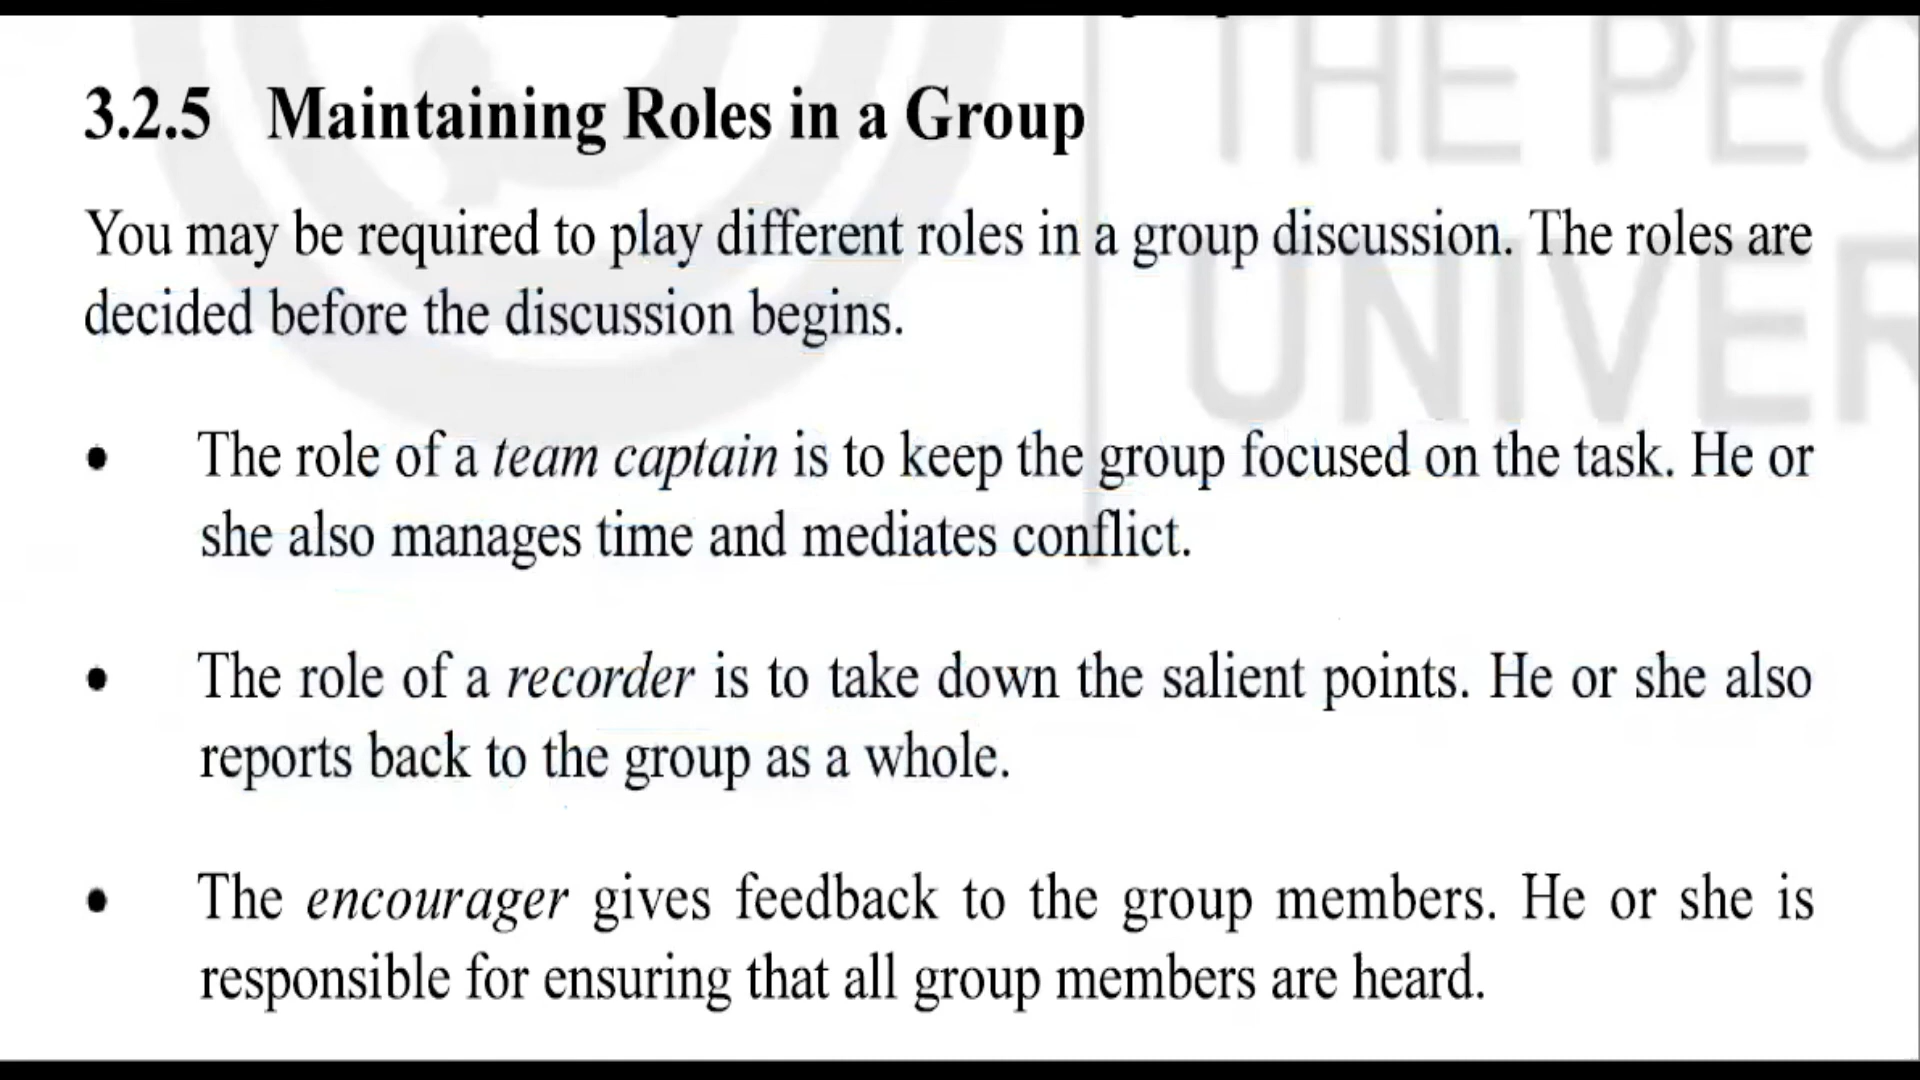 3.2.5 Maintaining Roles in a Group
You may be required to play different roles in a group discussion. The roles are
decided before the discussion begins.
• The role of a team captain is to keep the group focused on the task. He or
she also manages time and mediates conflict.
• The role of a recorder is to take down the salient points. He or she also
reports back to the group as a whole.
• The encourager gives feedback to the group members. He or she is
responsible for ensuring that all group members are heard.
THE PEO
UNIVER